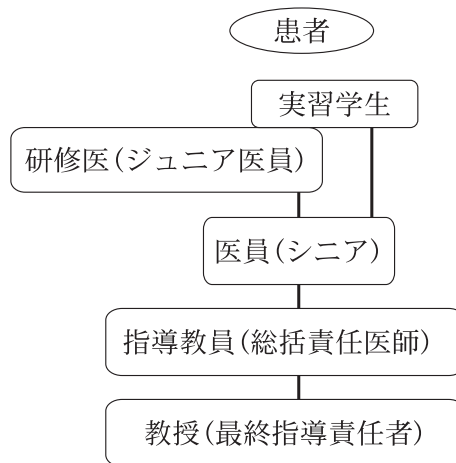 患者
実習学生
研修医(ジュニア医員)
医員(シニア)
指導教員(総括責任医師)
教授(最終指導責任者)